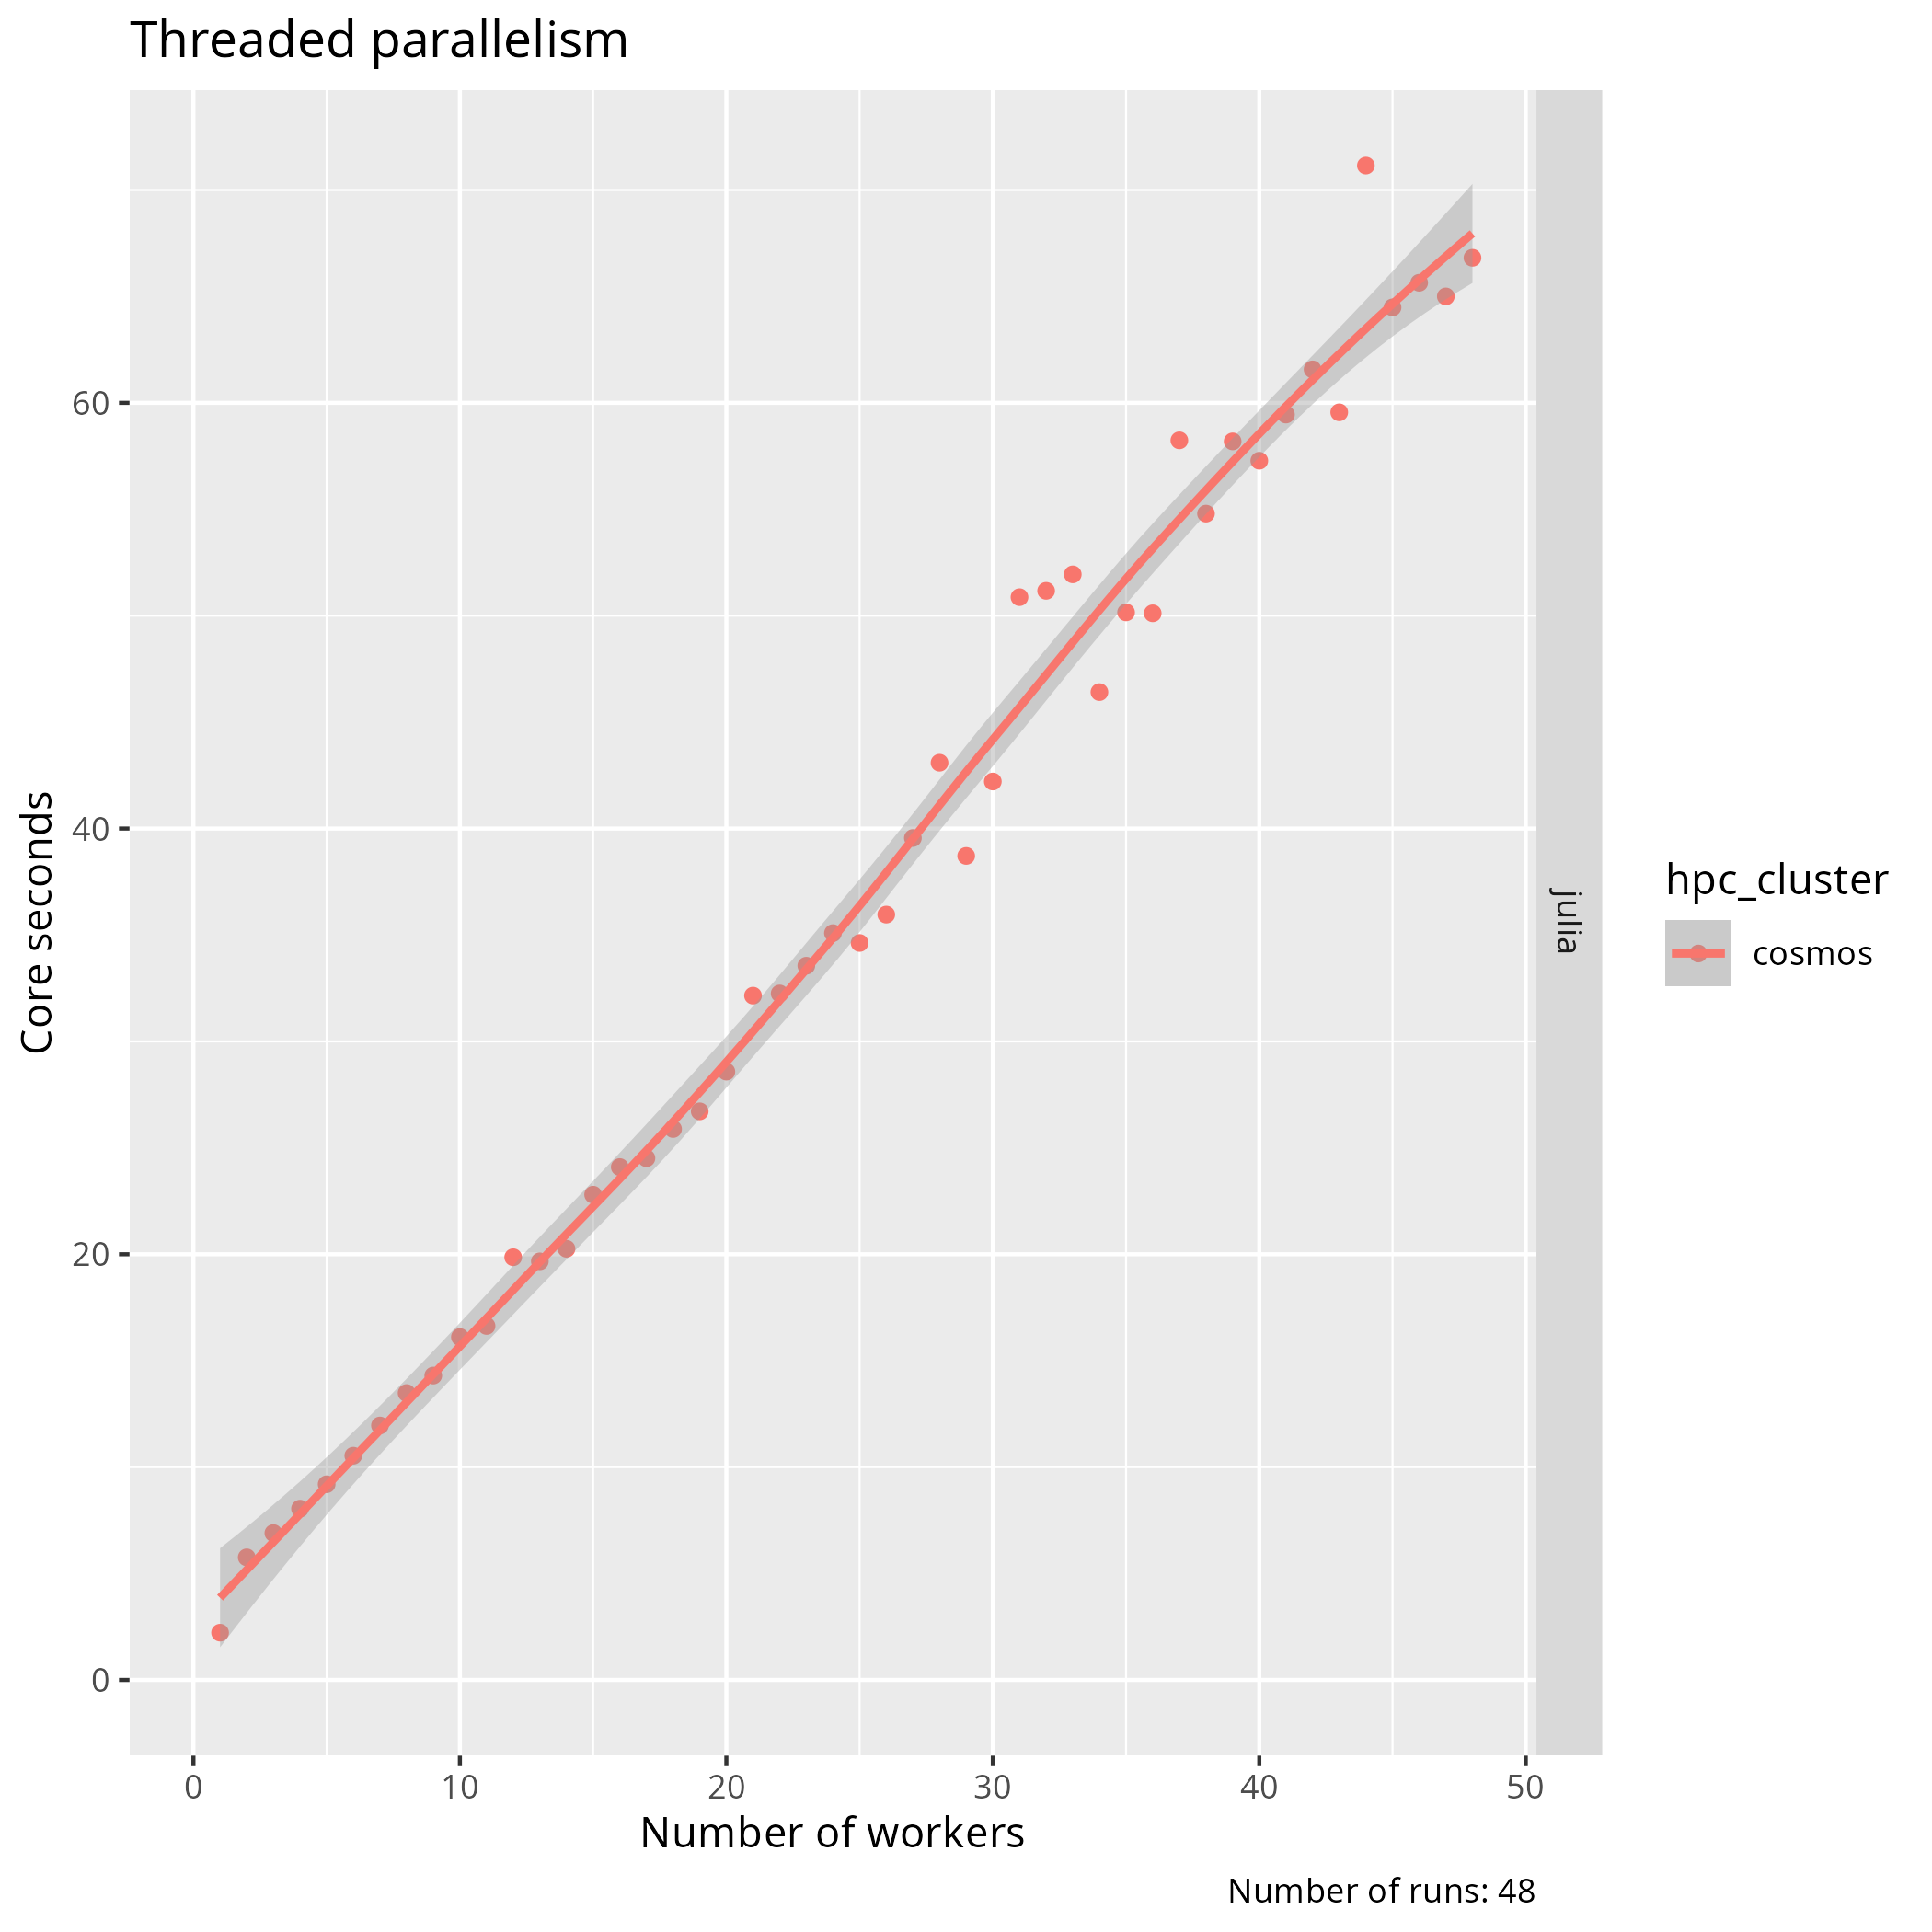 Threaded parallelism
Core seconds
60
40
20
0
0 10 20 30 40 50
Number of workers
julia
hpc_cluster
cosmos
Number of runs: 48